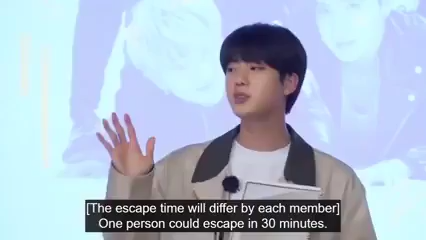 [The escape time will differ by each member]
One person could escape in 30 minutes.